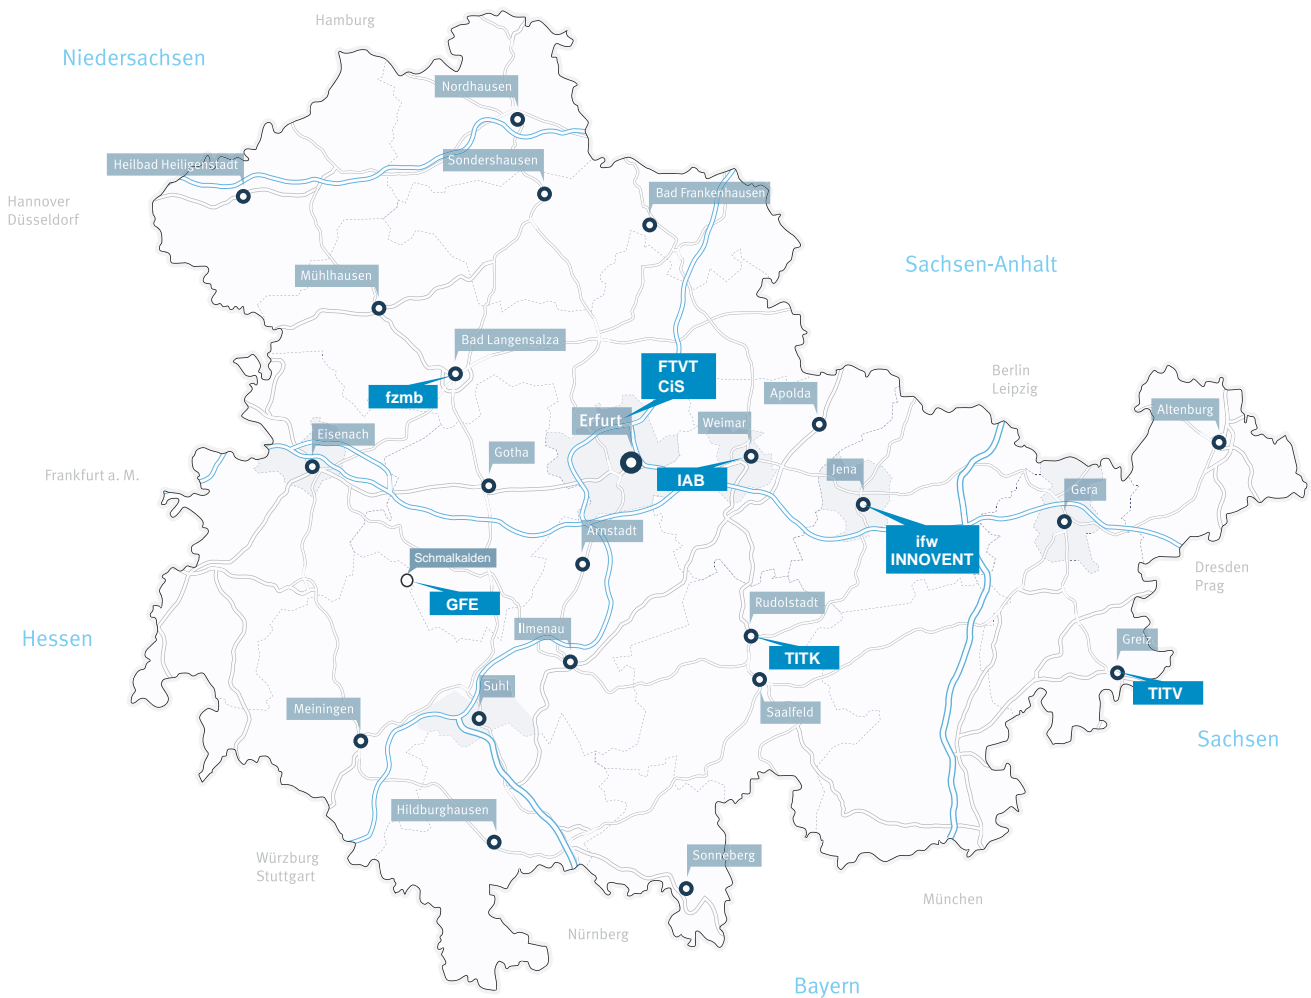 Hamburg
Niedersachsen
Nordhausen
Heilbad Heiligenstadt
Sondershausen
Bad Frankenhausen
Hannover
Düsseldorf
Sachsen-Anhalt
Mühlhausen
Bad Langensalza
FTVT
CiS
Berlin
Leipzig
fzmb
Apolda
Altenburg
Erfurt
Weimar
Eisenach
Gotha
Frankfurt a. M.
IAB
Jena
Gera
Arnstadt
ifw
INNOVENT
Schmalkalden
Dresden
Prag
GFE
Rudolstadt
Ilmenau
Hessen
Greiz
TITK
Suhl
TITV
Meiningen
Saalfeld
Sachsen
Hildburghausen
Würzburg
Stuttgart
Sonneberg
München
Nürnberg
Bayern